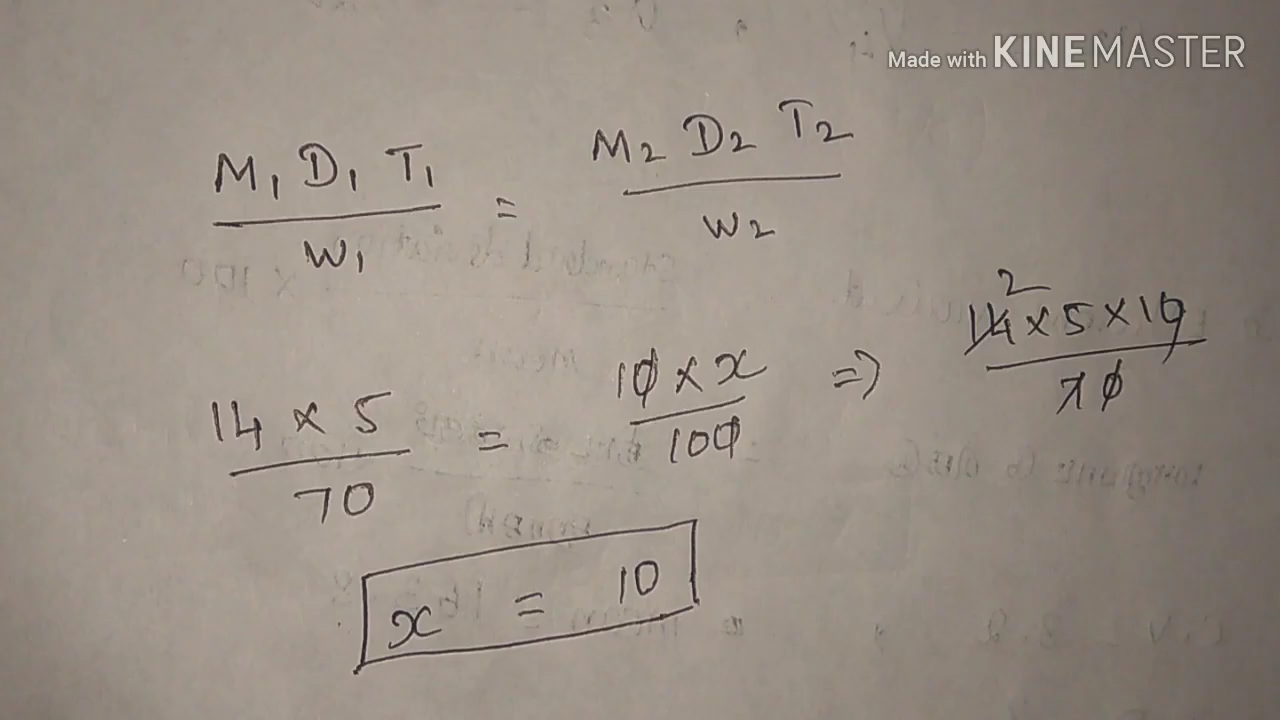 Made with KINEMASTER
M₁ D₁ T₁ / W₁ = M₂ D₂ T₂ / W₂
14 × 5 / 70 = 10 × x / 100 => 14 × 5 × 10 / 70
2
x = 10